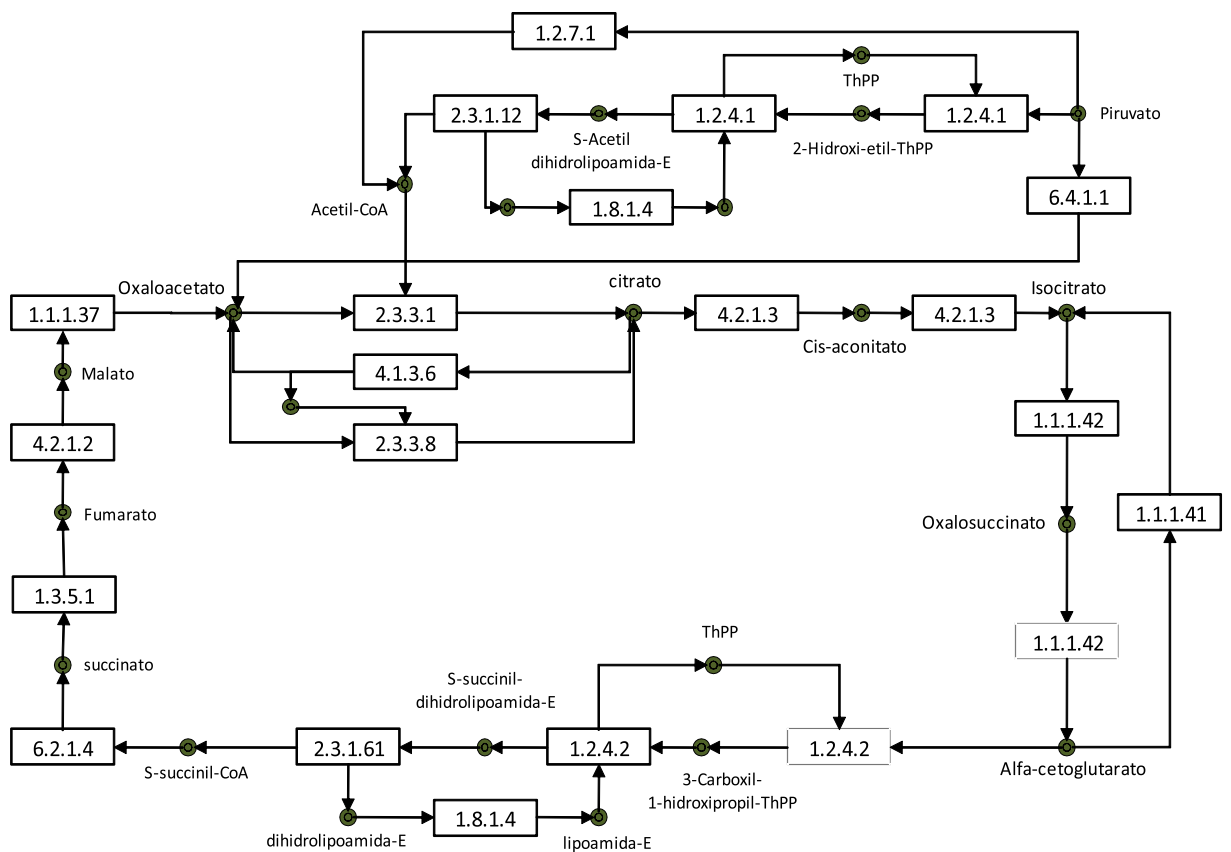 1.2.7.1
ThPP
2.3.1.12
1.2.4.1
1.2.4.1
Piruvato
S-Acetil
dihidrolipoamida-E
2-Hidroxi-etil-ThPP
Acetil-CoA
1.8.1.4
6.4.1.1
Oxaloacetato
citrato
Isocitrato
1.1.1.37
2.3.3.1
4.2.1.3
4.2.1.3
Cis-aconitato
Malato
4.1.3.6
1.1.1.42
4.2.1.2
2.3.3.8
Fumarato
Oxalosuccinato
1.1.1.41
1.3.5.1
ThPP
1.1.1.42
succinato
S-succinil-
dihidrolipoamida-E
6.2.1.4
2.3.1.61
1.2.4.2
1.2.4.2
S-succinil-CoA
3-Carboxil-
1-hidroxipropil-ThPP
Alfa-cetoglutarato
1.8.1.4
dihidrolipoamida-E
lipoamida-E